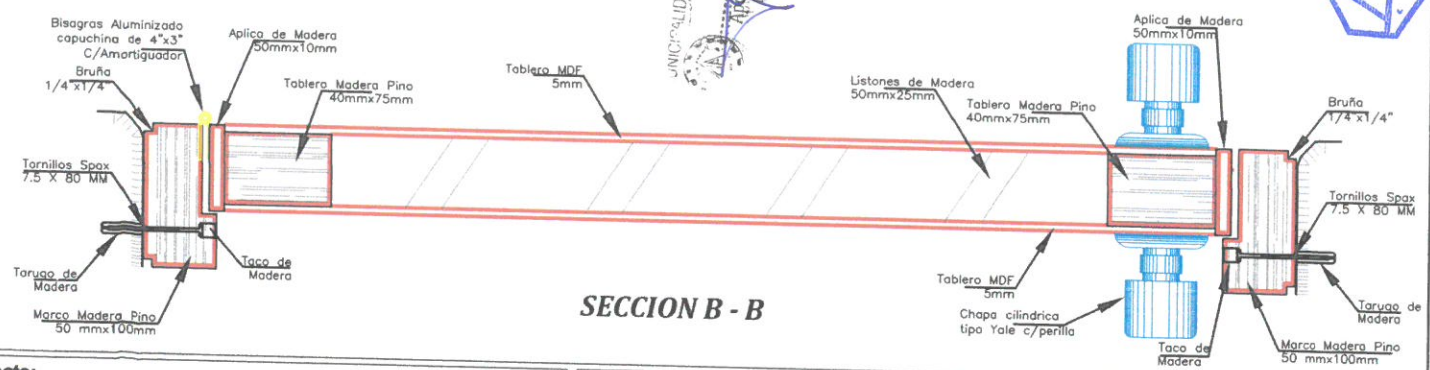 Bisagras Aluminizado
capuchina de 4"x3"
C/Amortiguador
Bruña
1/4"x1/4"
Aplica de Madera
50mmx10mm
Tablero Madera Pino
40mmx75mm
Tablero MDF
5mm
Listones de Madera
50mmx25mm
Tablero Madera Pino
40mmx75mm
Aplica de Madera
50mmx10mm
Bruña
1/4"x1/4"
Tornillos Spax
7.5 X 80 MM
Tornillos Spax
7.5 X 80 MM
Tarugo de
Madera
Taco de
Madera
Marco Madera Pino
50 mmx100mm
SECCION B - B
Tablero MDF
5mm
Chapa cilindrica
tipo Yale c/perilla
Taco de
Madera
Tarugo de
Madera
Marco Madera Pino
50 mmx100mm